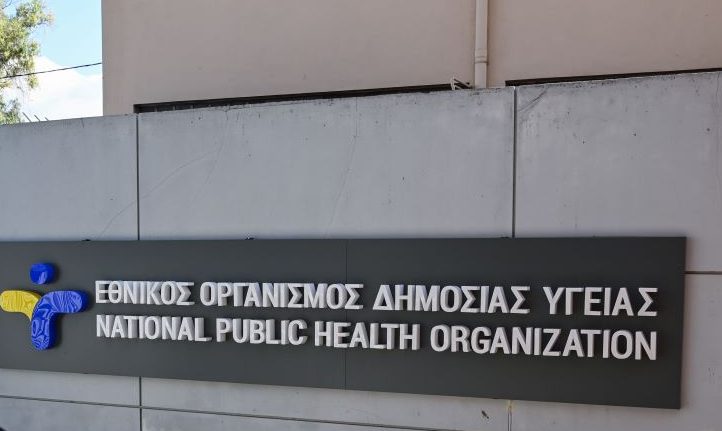 ΕΘΝΙΚΟΣ ΟΡΓΑΝΙΣΜΟΣ ΔΗΜΟΣΙΑΣ ΥΓΕΙΑΣ
NATIONAL PUBLIC HEALTH ORGANIZATION